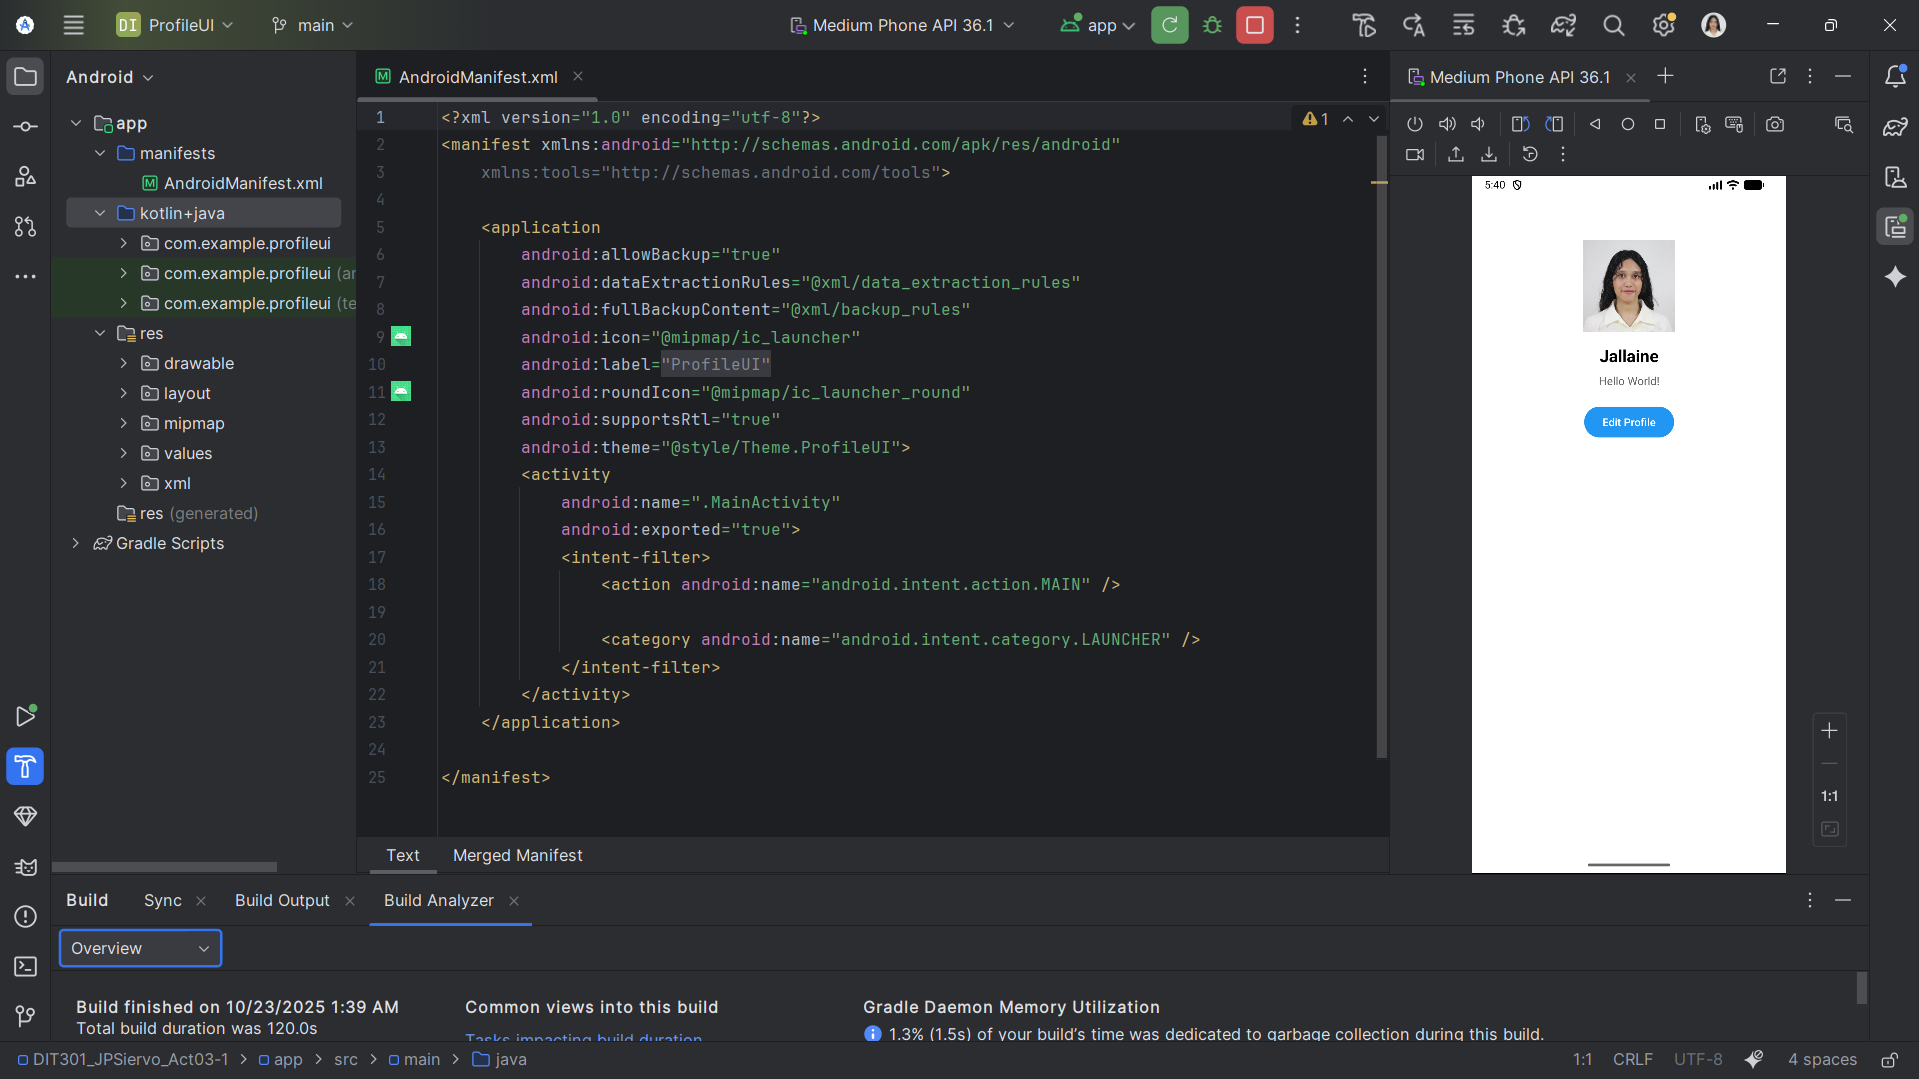 DI ProfileUI main Medium Phone API 36.1 app
Android
app
manifests
AndroidManifest.xml
kotlin+java
com.example.profileui
com.example.profileui (ar
com.example.profileui (te
res
drawable
layout
mipmap
values
xml
res (generated)
Gradle Scripts
AndroidManifest.xml
1 <?xml version="1.0" encoding="utf-8"?>
2 <manifest xmlns:android="http://schemas.android.com/apk/res/android"
3 xmlns:tools="http://schemas.android.com/tools">
4
5 <application
6 android:allowBackup="true"
7 android:dataExtractionRules="@xml/data_extraction_rules"
8 android:fullBackupContent="@xml/backup_rules"
9 android:icon="@mipmap/ic_launcher"
10 android:label="ProfileUI"
11 android:roundIcon="@mipmap/ic_launcher_round"
12 android:supportsRtl="true"
13 android:theme="@style/Theme.ProfileUI">
14 <activity
15 android:name=".MainActivity"
16 android:exported="true">
17 <intent-filter>
18 <action android:name="android.intent.action.MAIN" />
19
20 <category android:name="android.intent.category.LAUNCHER" />
21 </intent-filter>
22 </activity>
23 </application>
24
25 </manifest>
1
Text Merged Manifest
Medium Phone API 36.1
5:40
Jallaine
Hello World!
Edit Profile
1:1
Build Sync Build Output Build Analyzer
Overview
Build finished on 10/23/2025 1:39 AM
Total build duration was 120.0s
Common views into this build
Tasks impacting build duration
Gradle Daemon Memory Utilization
1.3% (1.5s) of your build's time was dedicated to garbage collection during this build.
DIT301_JPSiervo_Act03-1 > app > src > main > java
1:1 CRLF UTF-8 4 spaces